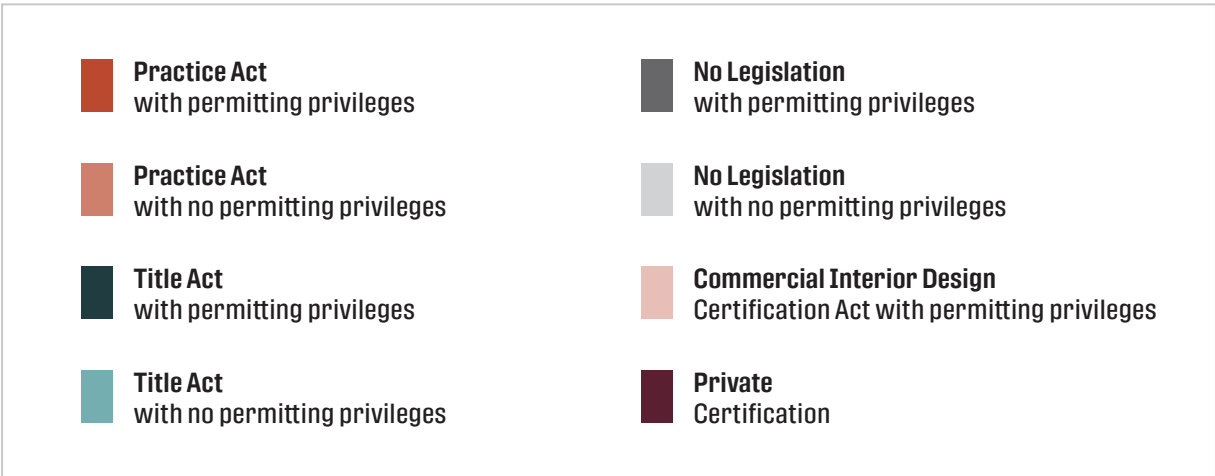 Practice Act
with permitting privileges
Practice Act
with no permitting privileges
Title Act
with permitting privileges
Title Act
with no permitting privileges
No Legislation
with permitting privileges
No Legislation
with no permitting privileges
Commercial Interior Design
Certification Act with permitting privileges
Private
Certification